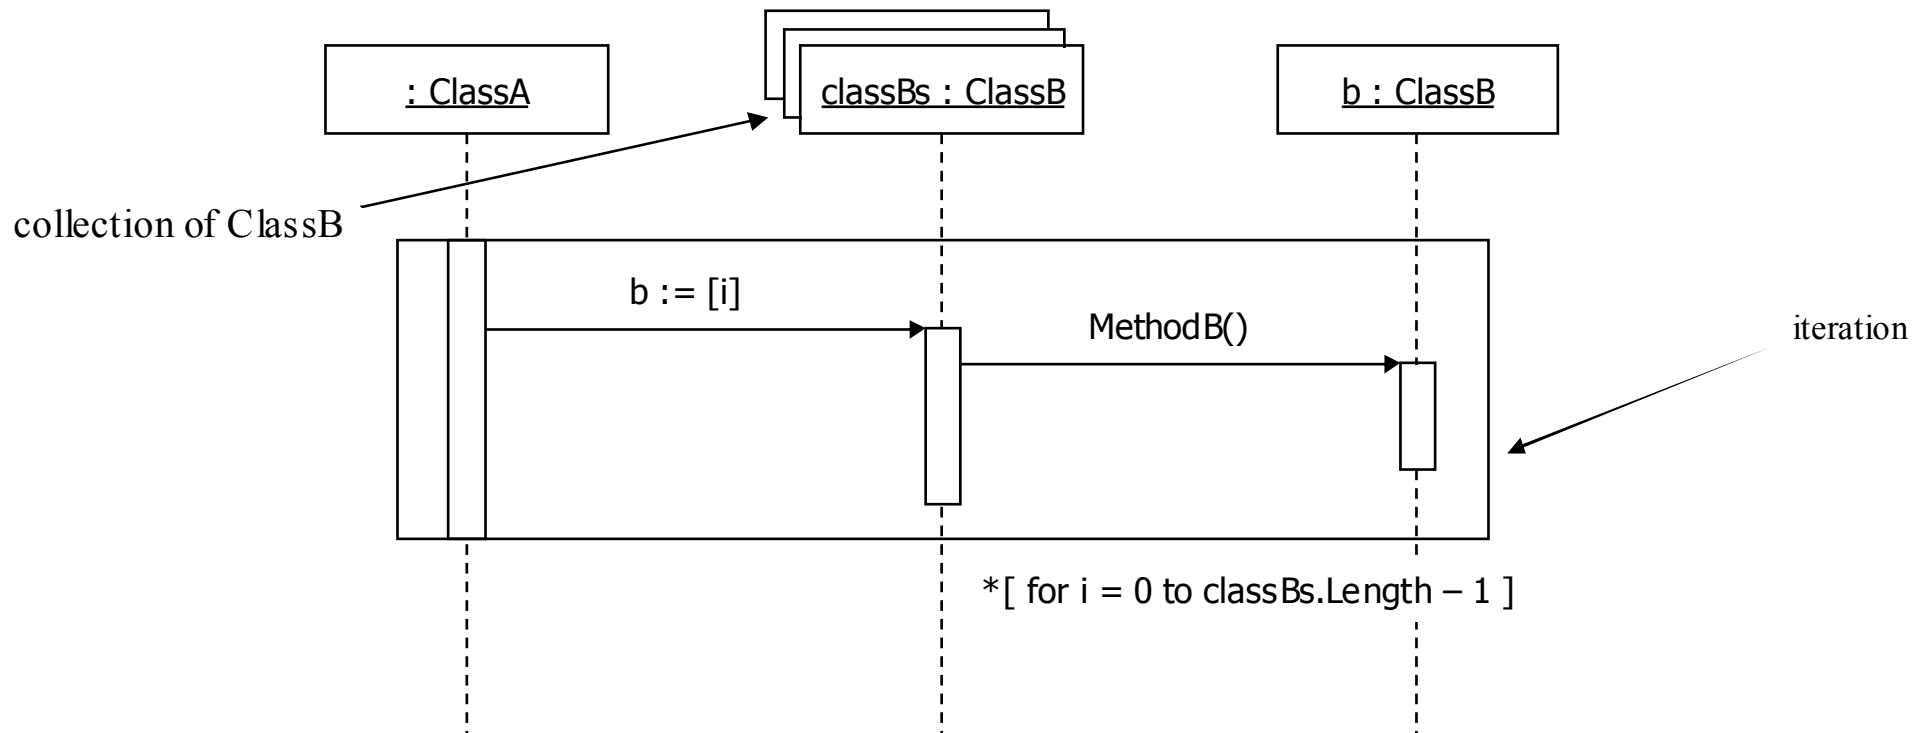 : ClassA
classBs : ClassB
b : ClassB
collection of ClassB
b := [i]
MethodB()
iteration
*[ for i = 0 to classBs.Length – 1 ]